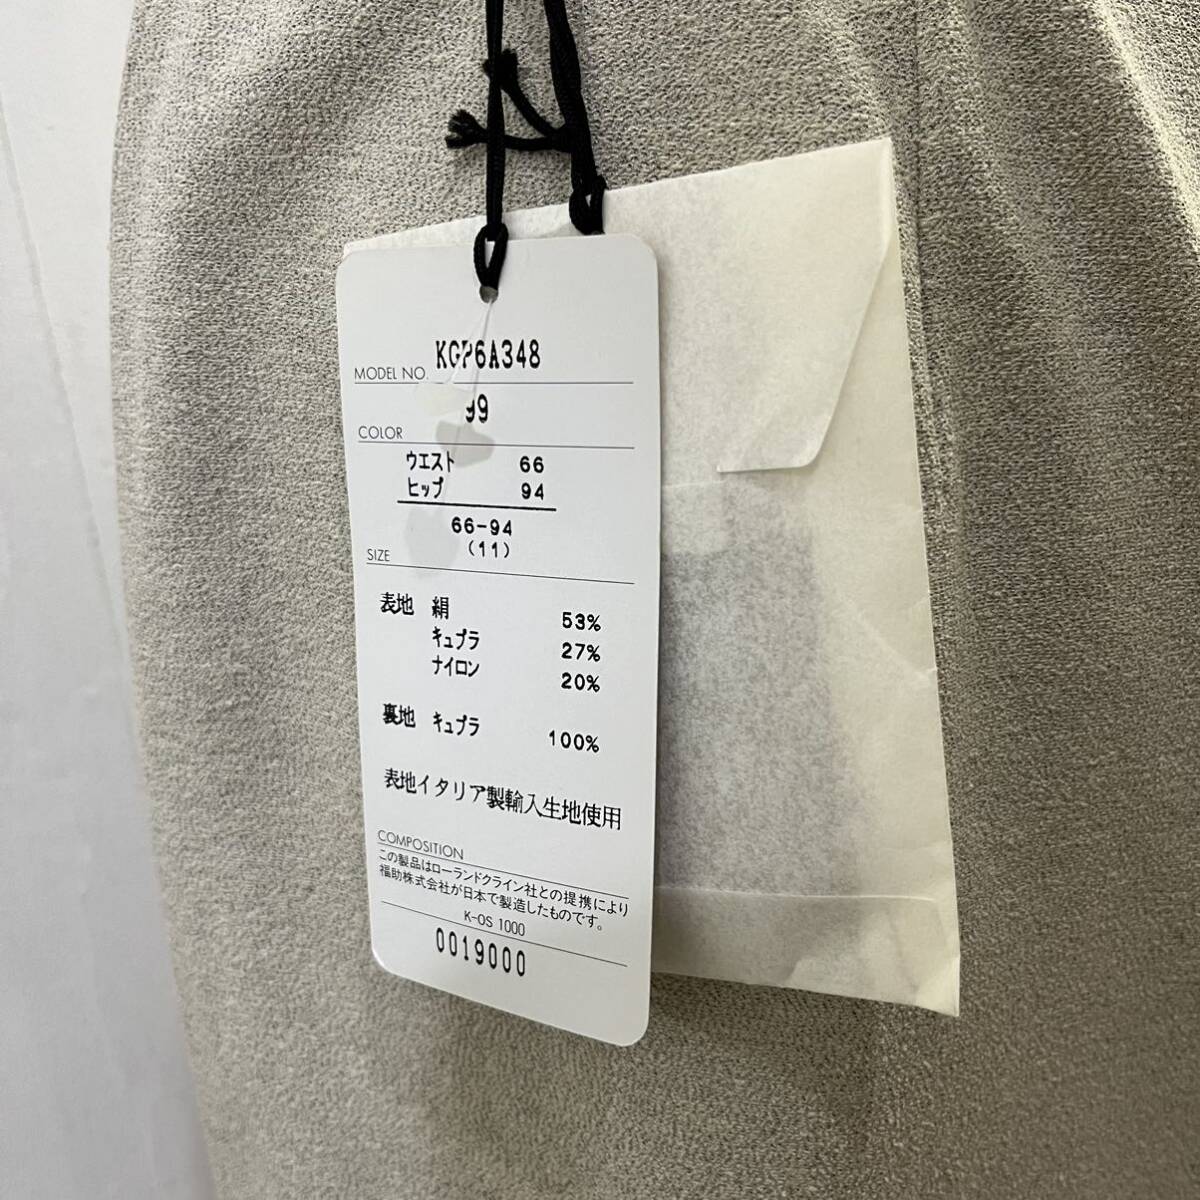 KGP6A348
MODEL NO.
99
COLOR
ウエスト 66
ヒップ 94
66-94
(11)
SIZE
表地 絹 53%
キュプラ 27%
ナイロン 20%
裏地 キュプラ 100%
表地イタリア製輸入生地使用
COMPOSITION
この製品はローランドクライン社との提携により
福助株式会社が日本で製造したものです。
K-OS 1000
0019000